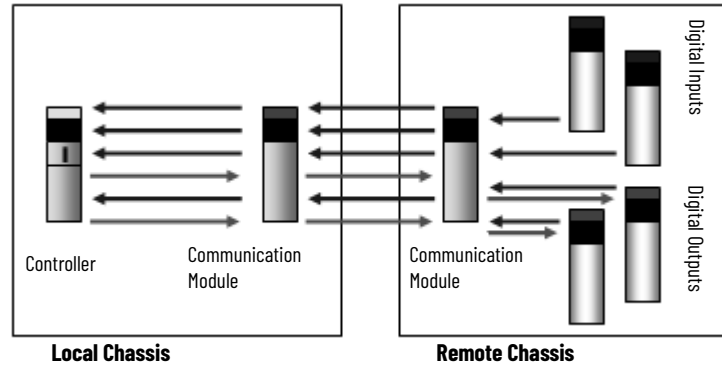 Digital Inputs
Digital Outputs
Controller
Communication
Module
Communication
Module
Local Chassis
Remote Chassis